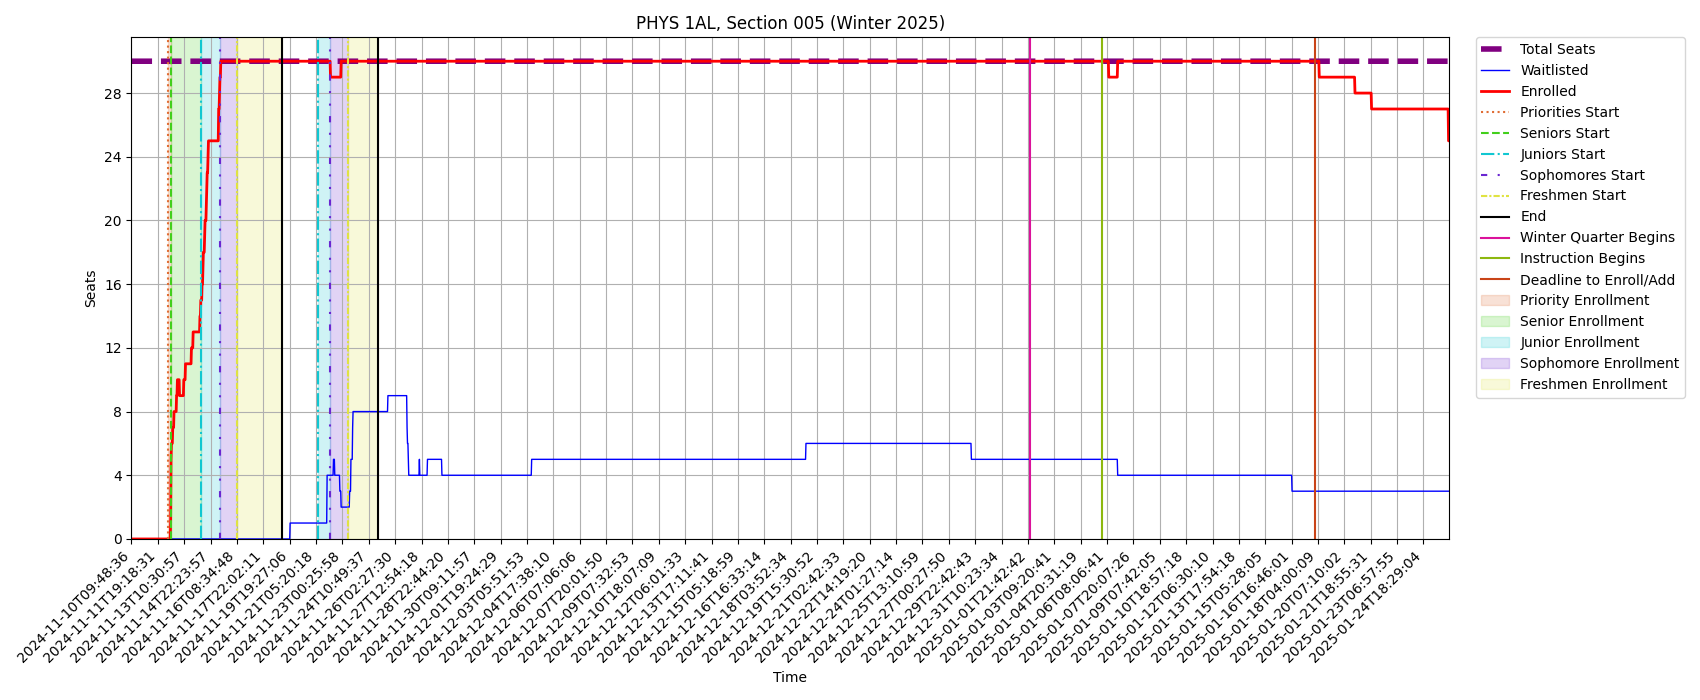 PHYS 1AL, Section 005 (Winter 2025)
Seats
28
24
20
16
12
8
4
0
2024-11-10T09:48:36
2024-11-11T19:18:31
2024-11-13T10:30:57
2024-11-14T22:23:57
2024-11-16T08:34:48
2024-11-17T22:02:11
2024-11-19T19:27:06
2024-11-21T05:20:18
2024-11-23T00:25:58
2024-11-24T10:49:37
2024-11-26T02:27:30
2024-11-27T12:54:18
2024-11-28T22:44:20
2024-11-30T09:11:57
2024-12-01T19:24:29
2024-12-03T05:51:53
2024-12-04T17:38:10
2024-12-06T07:06:06
2024-12-07T20:01:50
2024-12-09T07:32:53
2024-12-10T18:07:09
2024-12-12T06:01:33
2024-12-13T17:11:41
2024-12-15T05:18:59
2024-12-16T16:33:14
2024-12-18T03:52:34
2024-12-19T15:30:52
2024-12-21T02:42:33
2024-12-22T14:19:20
2024-12-24T01:27:14
2024-12-25T13:10:59
2024-12-27T00:27:50
2024-12-29T22:42:43
2024-12-31T10:23:34
2025-01-01T21:42:42
2025-01-03T09:20:41
2025-01-04T20:31:19
2025-01-06T08:06:41
2025-01-07T20:07:26
2025-01-09T07:42:05
2025-01-10T18:57:18
2025-01-12T06:30:10
2025-01-13T17:54:18
2025-01-15T05:28:05
2025-01-16T16:46:01
2025-01-18T04:00:09
2025-01-20T07:10:02
2025-01-21T18:55:31
2025-01-23T06:57:55
2025-01-24T18:29:04
Time
Total Seats
Waitlisted
Enrolled
Priorities Start
Seniors Start
Juniors Start
Sophomores Start
Freshmen Start
End
Winter Quarter Begins
Instruction Begins
Deadline to Enroll/Add
Priority Enrollment
Senior Enrollment
Junior Enrollment
Sophomore Enrollment
Freshmen Enrollment